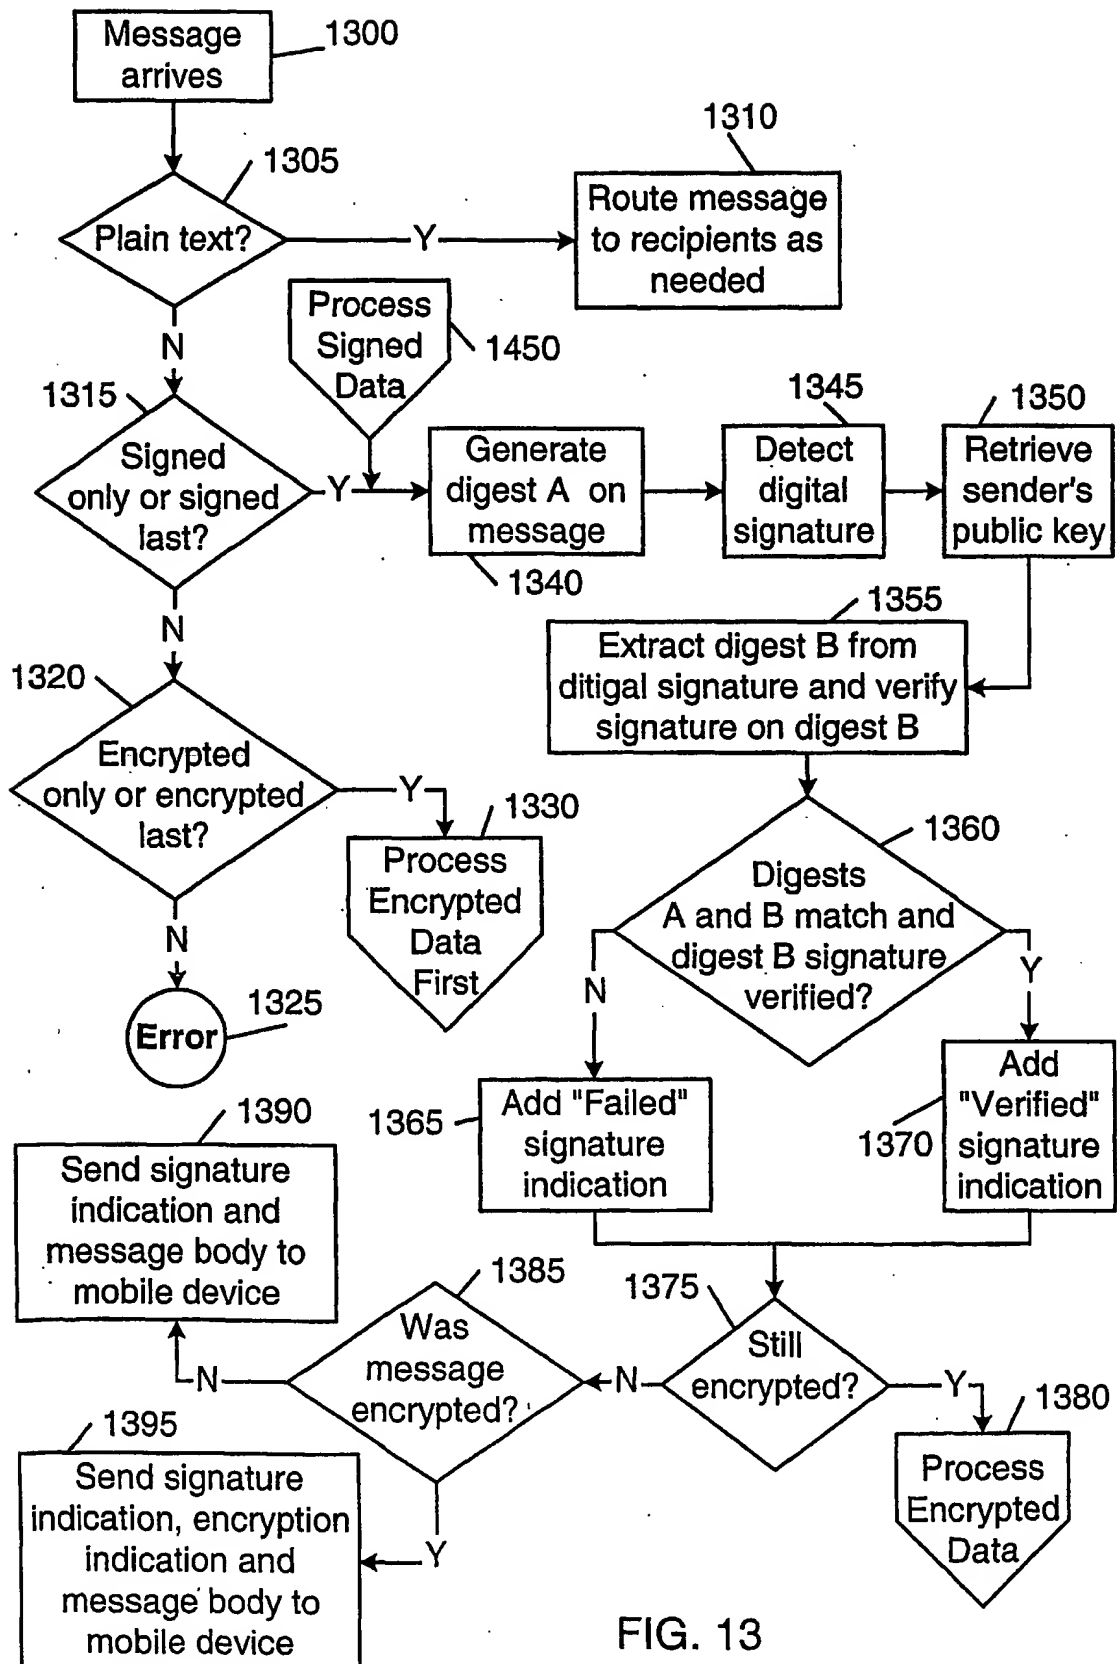 Message
arrives
1300
1305
Plain text?
Y
1310
Route message
to recipients as
needed
N
Process
Signed
Data
1450
1315
Signed
only or signed
last?
Y
Generate
digest A on
message
1340
1345
Detect
digital
signature
1350
Retrieve
sender's
public key
N
1355
Extract digest B from
ditigal signature and verify
signature on digest B
1320
Encrypted
only or encrypted
last?
Y
1330
Process
Encrypted
Data
First
N
Error
1325
1360
Digests
A and B match and
digest B signature
verified?
N
Y
1365
Add "Failed"
signature
indication
1370
Add
"Verified"
signature
indication
1390
Send signature
indication and
message body to
mobile device
1385
Was
message
encrypted?
N
1375
Still
encrypted?
N
Y
1380
Process
Encrypted
Data
1395
Send signature
indication, encryption
indication and
message body to
mobile device
Y
FIG. 13